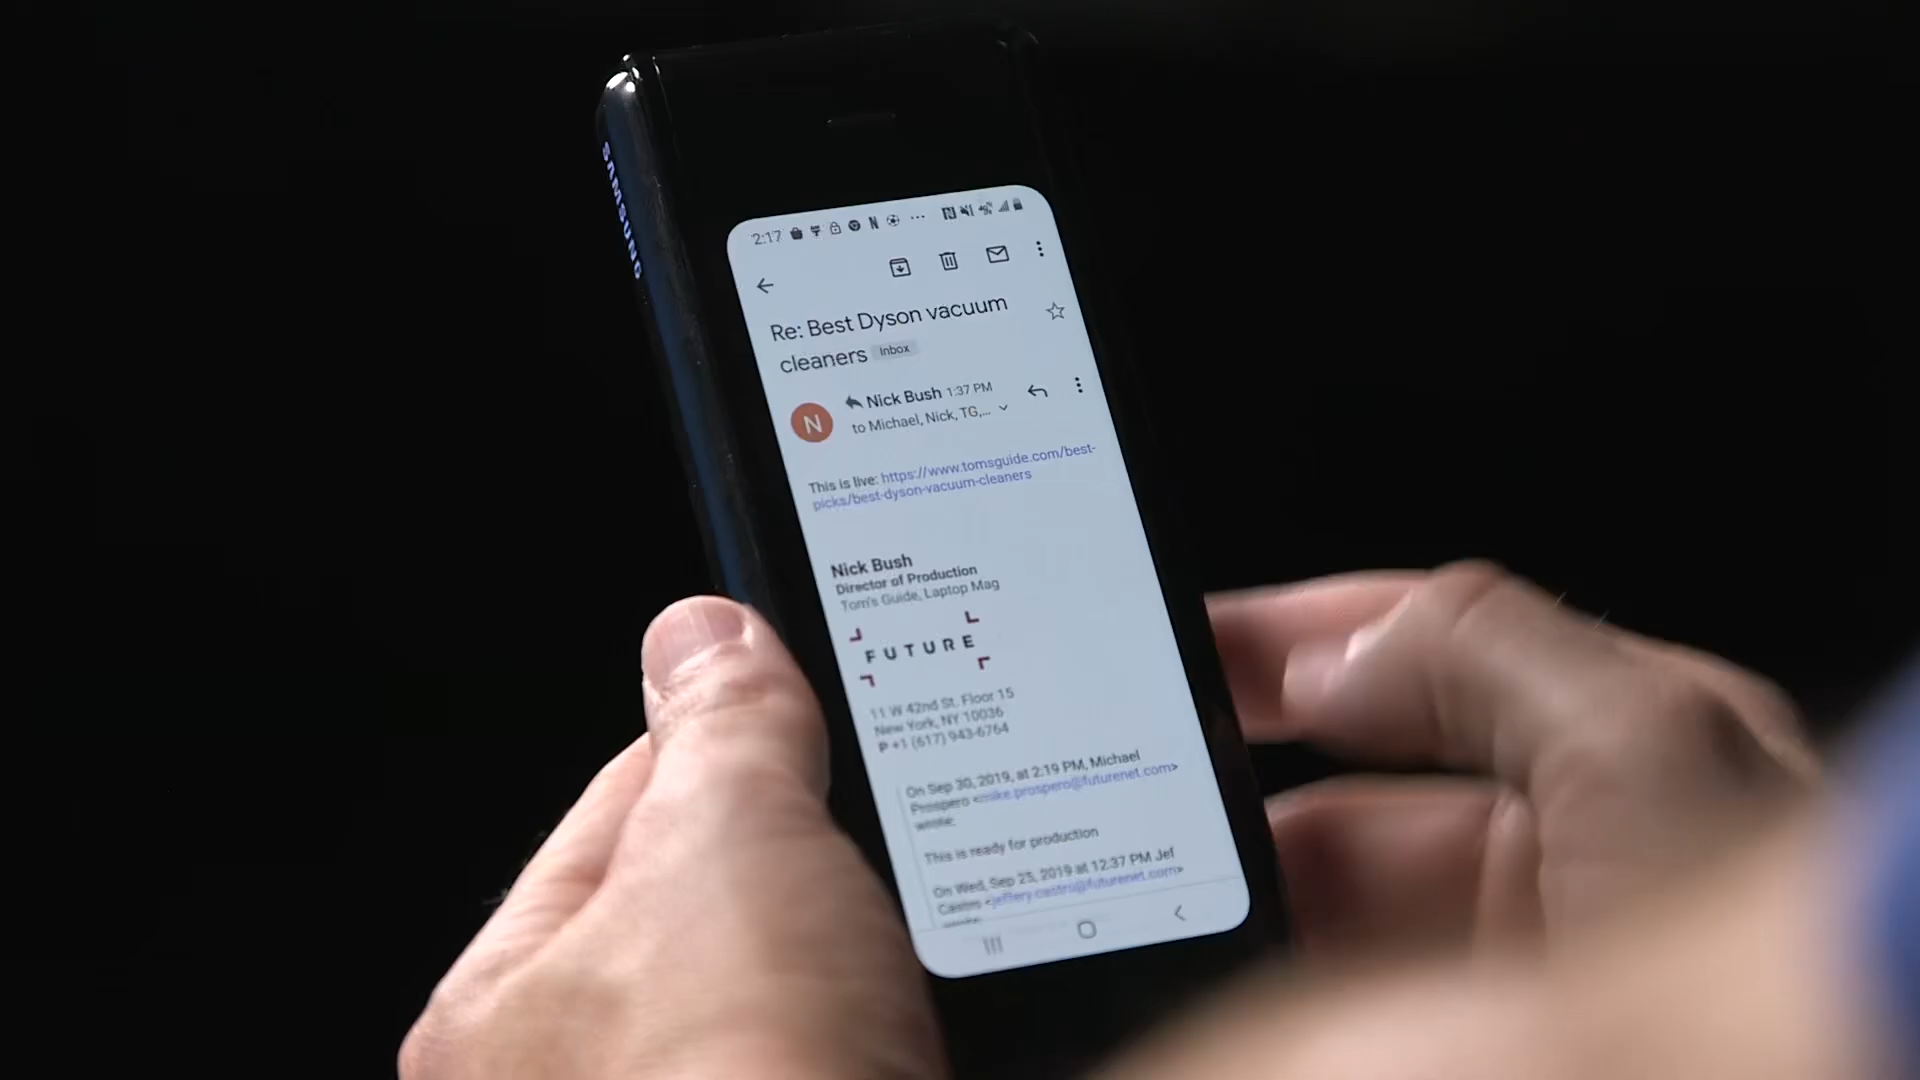 SAMSUNG
2:17
Re: Best Dyson vacuum
cleaners Inbox
N
Nick Bush 1:37 PM
to Michael, Nick, TG,...
This is live: https://www.tomsguide.com/best-
picks/best-dyson-vacuum-cleaners
Nick Bush
Director of Production
Tom's Guide, Laptop Mag
FUTURE
11 W 42nd St. Floor 15
New York, NY 10036
P +1 (617) 943-6764
On Sep 30, 2019, at 2:19 PM, Michael
Prospero <mike.prospero@futurenet.com>
wrote:
This is ready for production
On Wed, Sep 25, 2019 at 12:37 PM Jef
Castro <jeffery.castro@futurenet.com>
wrote: